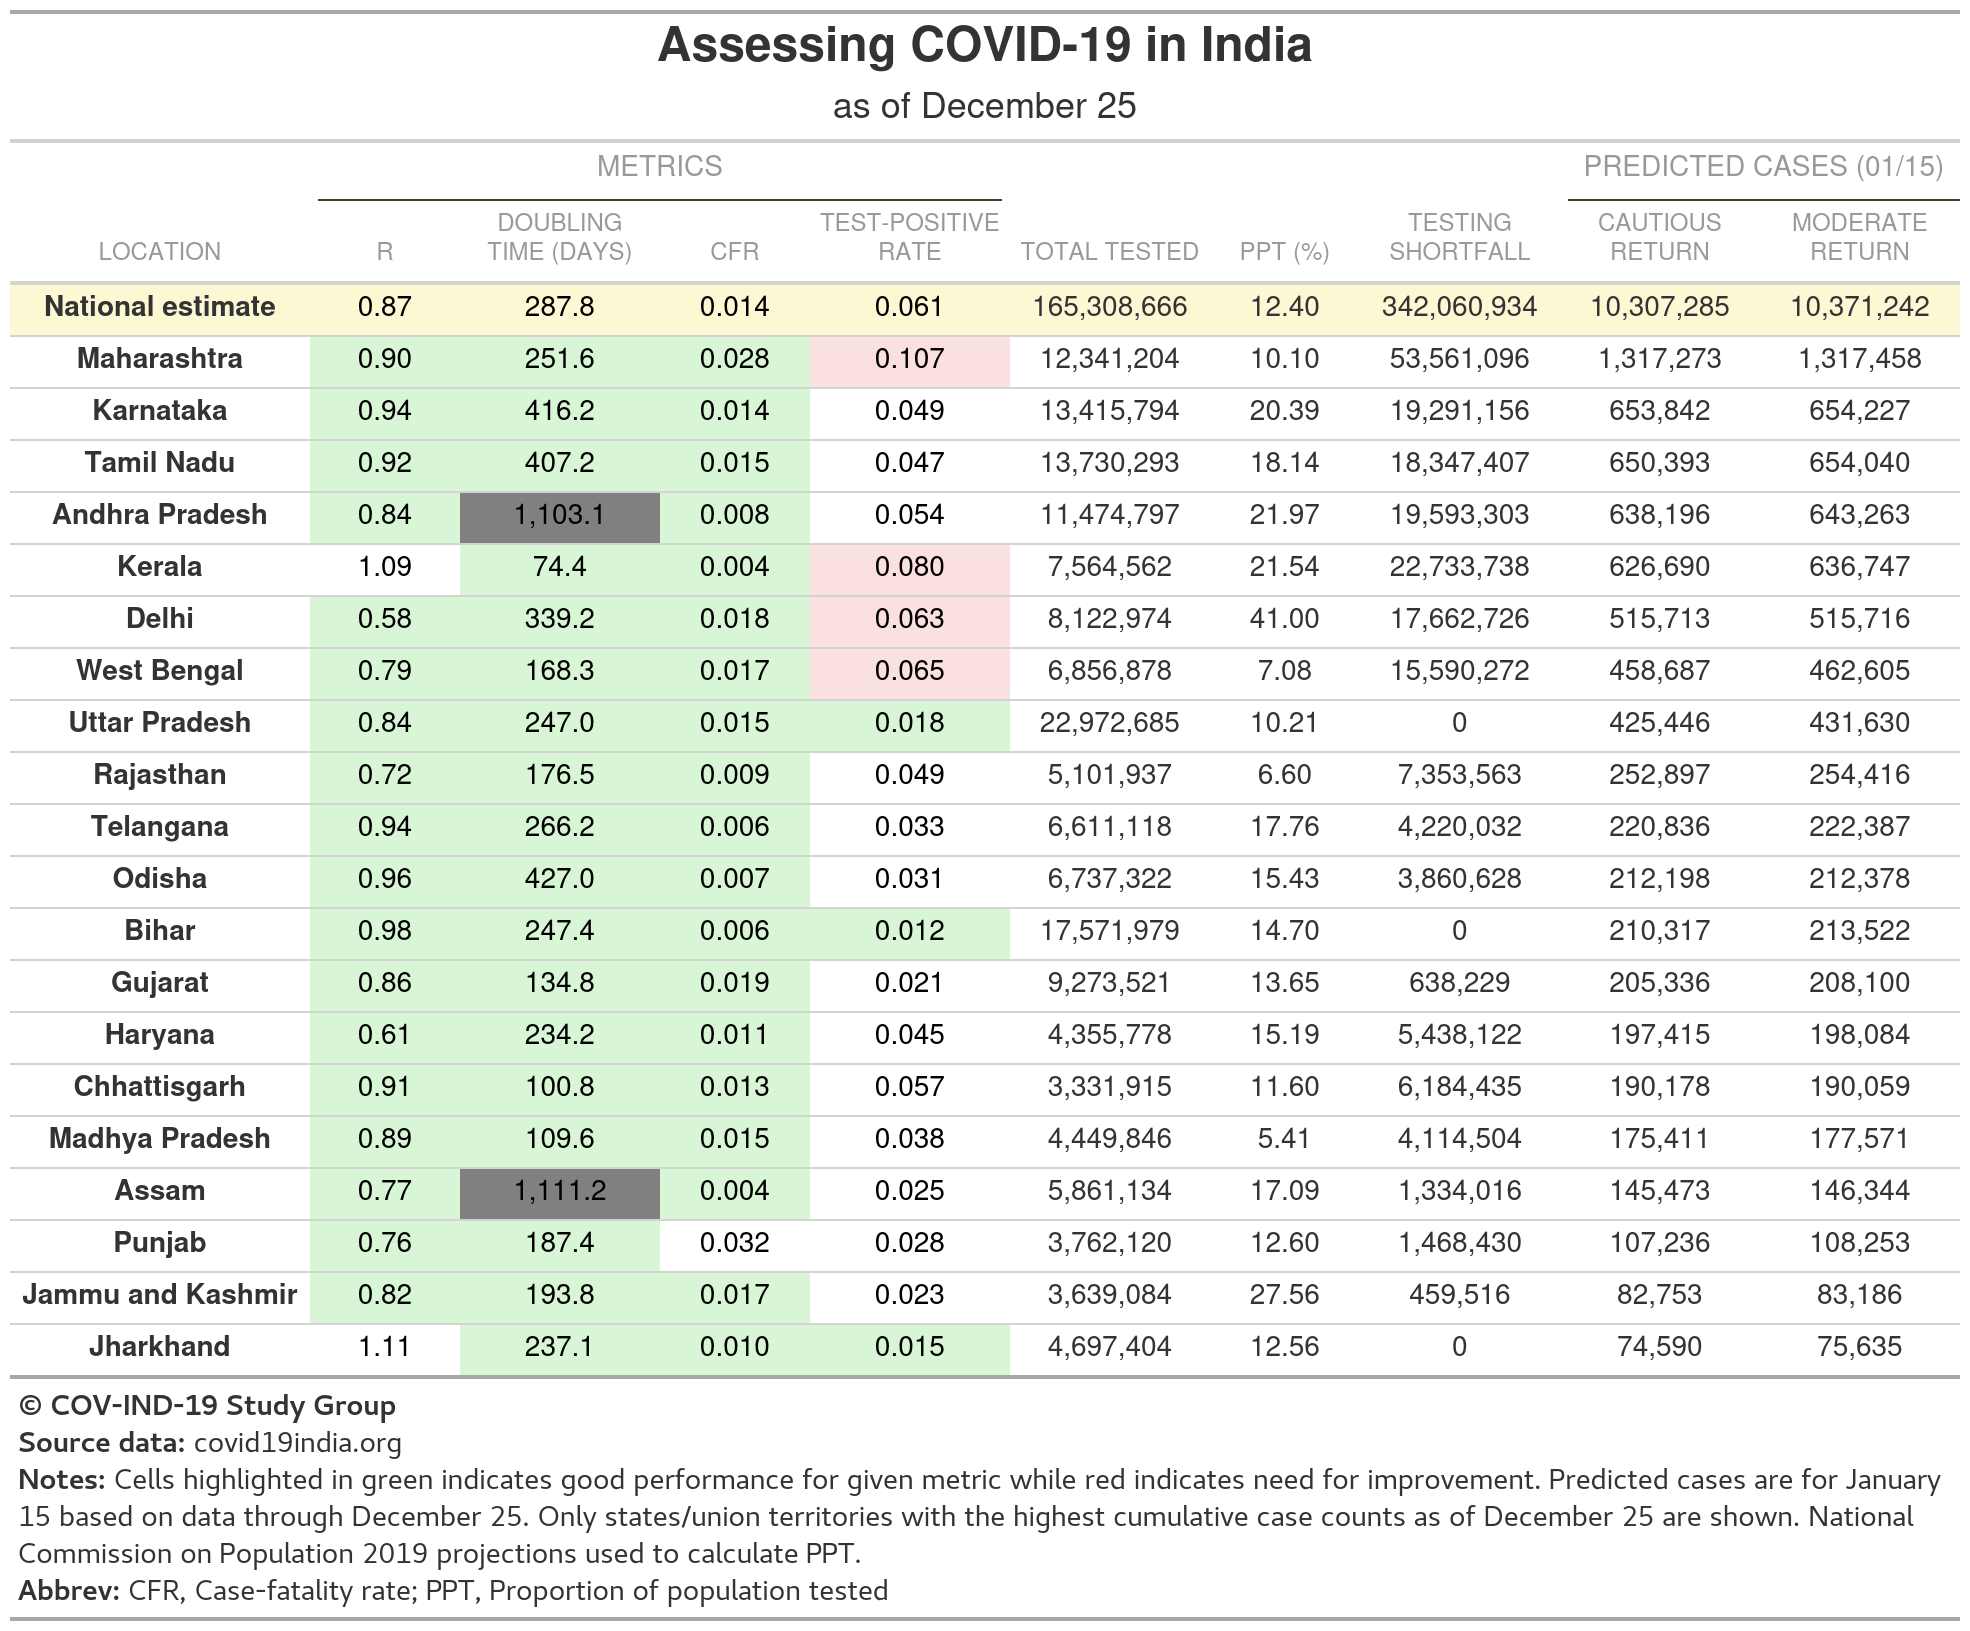 Assessing COVID-19 in India
as of December 25
METRICS PREDICTED CASES (01/15)
LOCATION R DOUBLING TIME (DAYS) CFR TEST-POSITIVE RATE TOTAL TESTED PPT (%) TESTING SHORTFALL CAUTIOUS RETURN MODERATE RETURN
National estimate 0.87 287.8 0.014 0.061 165,308,666 12.40 342,060,934 10,307,285 10,371,242
Maharashtra 0.90 251.6 0.028 0.107 12,341,204 10.10 53,561,096 1,317,273 1,317,458
Karnataka 0.94 416.2 0.014 0.049 13,415,794 20.39 19,291,156 653,842 654,227
Tamil Nadu 0.92 407.2 0.015 0.047 13,730,293 18.14 18,347,407 650,393 654,040
Andhra Pradesh 0.84 1,103.1 0.008 0.054 11,474,797 21.97 19,593,303 638,196 643,263
Kerala 1.09 74.4 0.004 0.080 7,564,562 21.54 22,733,738 626,690 636,747
Delhi 0.58 339.2 0.018 0.063 8,122,974 41.00 17,662,726 515,713 515,716
West Bengal 0.79 168.3 0.017 0.065 6,856,878 7.08 15,590,272 458,687 462,605
Uttar Pradesh 0.84 247.0 0.015 0.018 22,972,685 10.21 0 425,446 431,630
Rajasthan 0.72 176.5 0.009 0.049 5,101,937 6.60 7,353,563 252,897 254,416
Telangana 0.94 266.2 0.006 0.033 6,611,118 17.76 4,220,032 220,836 222,387
Odisha 0.96 427.0 0.007 0.031 6,737,322 15.43 3,860,628 212,198 212,378
Bihar 0.98 247.4 0.006 0.012 17,571,979 14.70 0 210,317 213,522
Gujarat 0.86 134.8 0.019 0.021 9,273,521 13.65 638,229 205,336 208,100
Haryana 0.61 234.2 0.011 0.045 4,355,778 15.19 5,438,122 197,415 198,084
Chhattisgarh 0.91 100.8 0.013 0.057 3,331,915 11.60 6,184,435 190,178 190,059
Madhya Pradesh 0.89 109.6 0.015 0.038 4,449,846 5.41 4,114,504 175,411 177,571
Assam 0.77 1,111.2 0.004 0.025 5,861,134 17.09 1,334,016 145,473 146,344
Punjab 0.76 187.4 0.032 0.028 3,762,120 12.60 1,468,430 107,236 108,253
Jammu and Kashmir 0.82 193.8 0.017 0.023 3,639,084 27.56 459,516 82,753 83,186
Jharkhand 1.11 237.1 0.010 0.015 4,697,404 12.56 0 74,590 75,635
© COV-IND-19 Study Group
Source data: covid19india.org
Notes: Cells highlighted in green indicates good performance for given metric while red indicates need for improvement. Predicted cases are for January
15 based on data through December 25. Only states/union territories with the highest cumulative case counts as of December 25 are shown. National
Commission on Population 2019 projections used to calculate PPT.
Abbrev: CFR, Case-fatality rate; PPT, Proportion of population tested